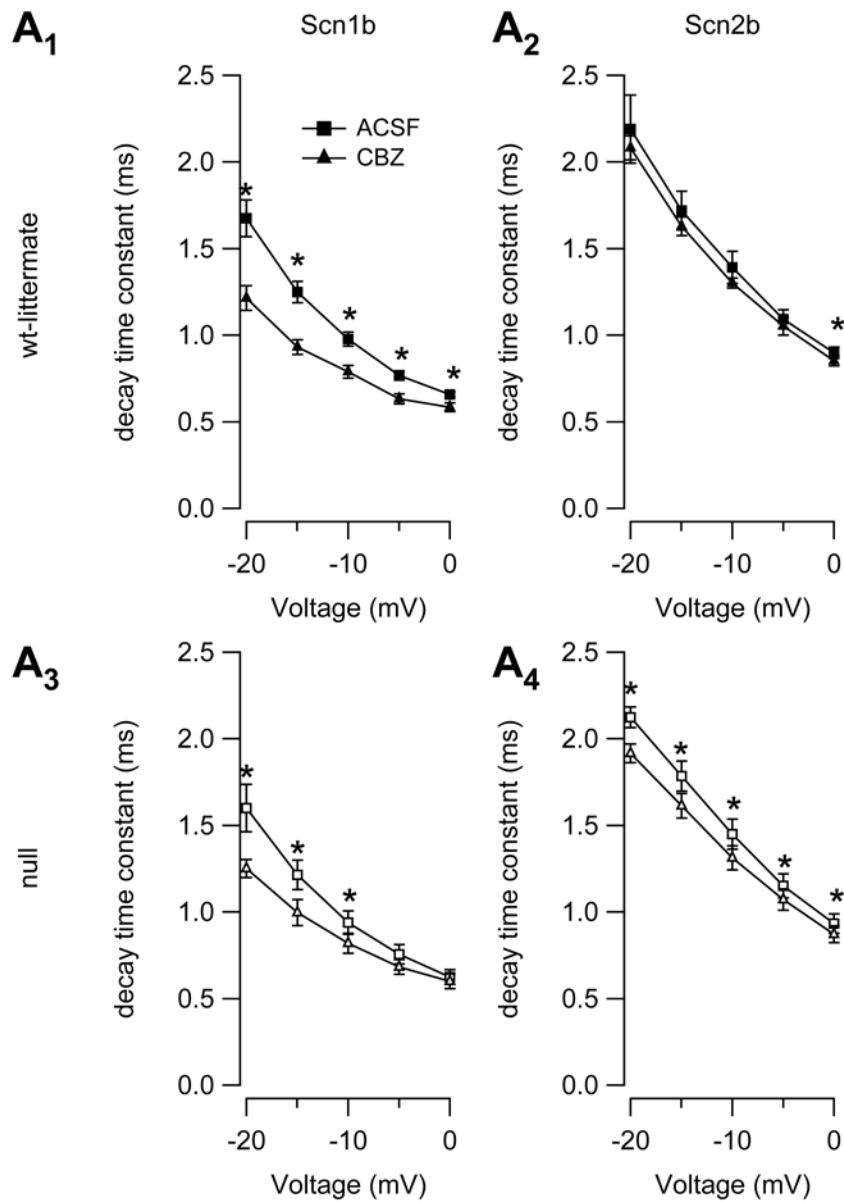 A1
Scn1b
A2
Scn2b
wt-littermate
decay time constant (ms)
2.5
2.0
1.5
1.0
0.5
0.0
ACSF
CBZ
*
*
*
*
*
-20
-10
0
Voltage (mV)
decay time constant (ms)
2.5
2.0
1.5
1.0
0.5
0.0
*
-20
-10
0
Voltage (mV)
A3
null
decay time constant (ms)
2.5
2.0
1.5
1.0
0.5
0.0
*
*
*
-20
-10
0
Voltage (mV)
A4
decay time constant (ms)
2.5
2.0
1.5
1.0
0.5
0.0
*
*
*
*
*
-20
-10
0
Voltage (mV)